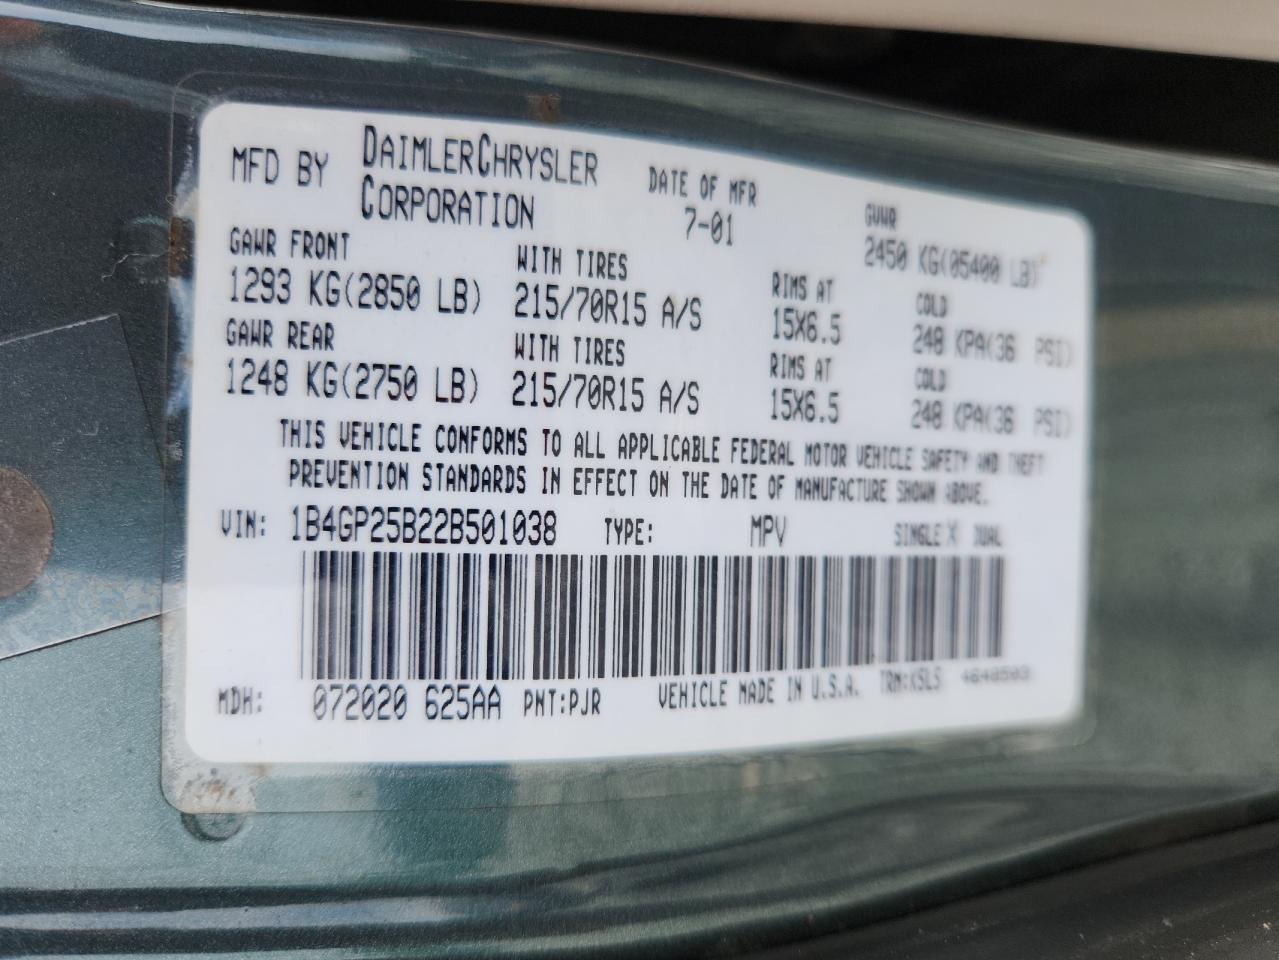 MFD BY DAIMLERCHRYSLER CORPORATION DATE OF MFR 7-01 GVWR 2450 KG(05400 LB)
GAWR FRONT WITH TIRES RIMS AT COLD
1293 KG(2850 LB) 215/70R15 A/S 15X6.5 248 KPA(36 PSI)
GAWR REAR WITH TIRES RIMS AT COLD
1248 KG(2750 LB) 215/70R15 A/S 15X6.5 248 KPA(36 PSI)
THIS VEHICLE CONFORMS TO ALL APPLICABLE FEDERAL MOTOR VEHICLE SAFETY AND THEFT
PREVENTION STANDARDS IN EFFECT ON THE DATE OF MANUFACTURE SHOWN ABOVE.
VIN: 1B4GP25B22B501038 TYPE: MPV SINGLE X DUAL
MDH: 072020 625AA PNT:PJR VEHICLE MADE IN U.S.A. TRM:K5L5